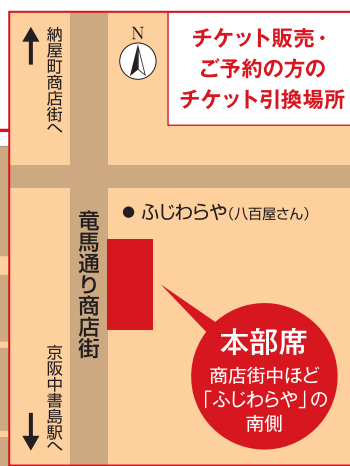 チケット販売・
ご予約の方の
チケット引換場所
N
納屋町商店街へ
ふじわらや（八百屋さん）
竜馬通り商店街
本部席
商店街中ほど
「ふじわらや」の
南側
京阪中書島駅へ